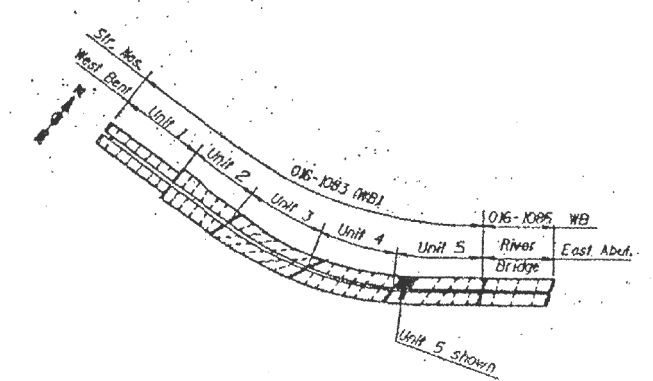 Str. Nos.
West Bent
Unit 1
Unit 2
016-1083 (WB)
Unit 3
Unit 4
Unit 5
016-1085 WB
River
Bridge
East Abut.
Unit 5 shown